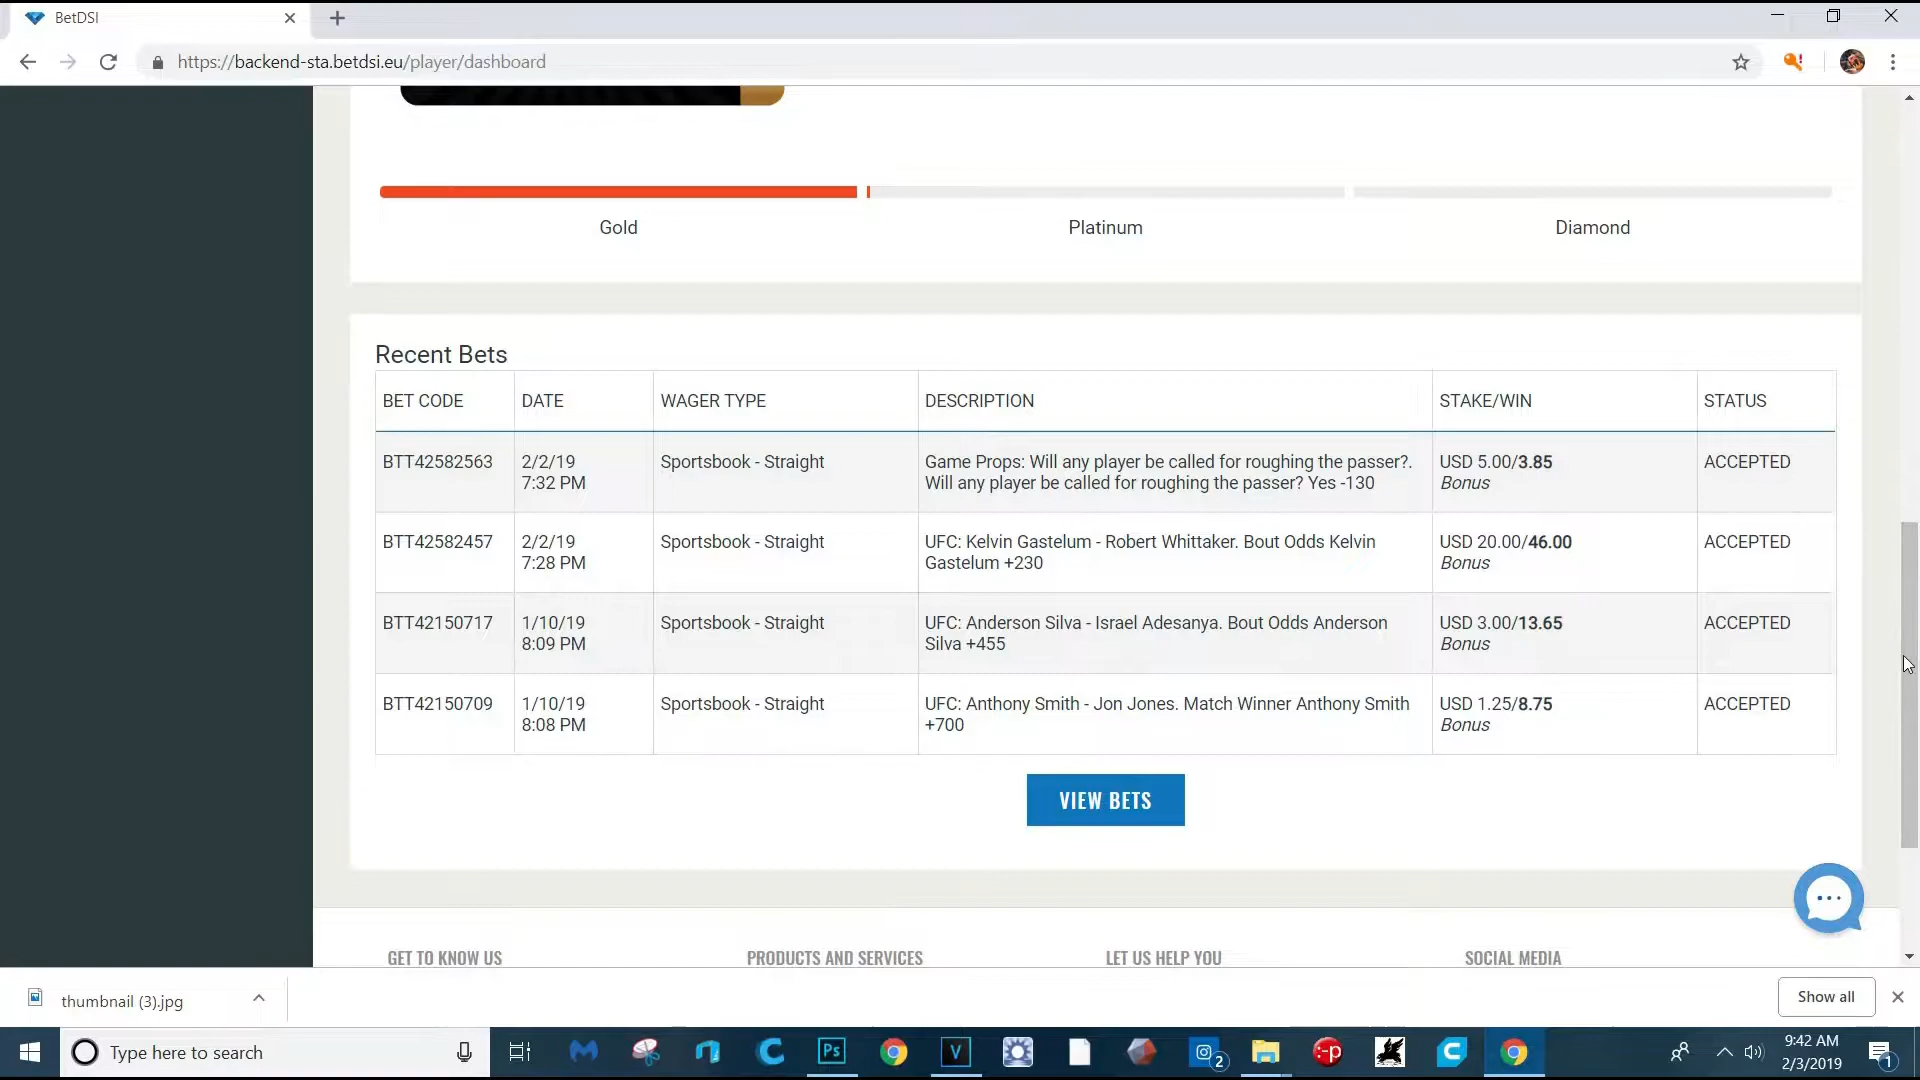 BetDSI
https://backend-sta.betdsi.eu/player/dashboard
Gold
Platinum
Diamond
Recent Bets
BET CODE
DATE
WAGER TYPE
DESCRIPTION
STAKE/WIN
STATUS
BTT42582563
2/2/19
7:32 PM
Sportsbook - Straight
Game Props: Will any player be called for roughing the passer?.
Will any player be called for roughing the passer? Yes -130
USD 5.00/3.85
Bonus
ACCEPTED
BTT42582457
2/2/19
7:28 PM
Sportsbook - Straight
UFC: Kelvin Gastelum - Robert Whittaker. Bout Odds Kelvin
Gastelum +230
USD 20.00/46.00
Bonus
ACCEPTED
BTT42150717
1/10/19
8:09 PM
Sportsbook - Straight
UFC: Anderson Silva - Israel Adesanya. Bout Odds Anderson
Silva +455
USD 3.00/13.65
Bonus
ACCEPTED
BTT42150709
1/10/19
8:08 PM
Sportsbook - Straight
UFC: Anthony Smith - Jon Jones. Match Winner Anthony Smith
+700
USD 1.25/8.75
Bonus
ACCEPTED
VIEW BETS
GET TO KNOW US
PRODUCTS AND SERVICES
LET US HELP YOU
SOCIAL MEDIA
thumbnail (3).jpg
Show all
Type here to search
Ps
V
2
:-p
9:42 AM
2/3/2019
1